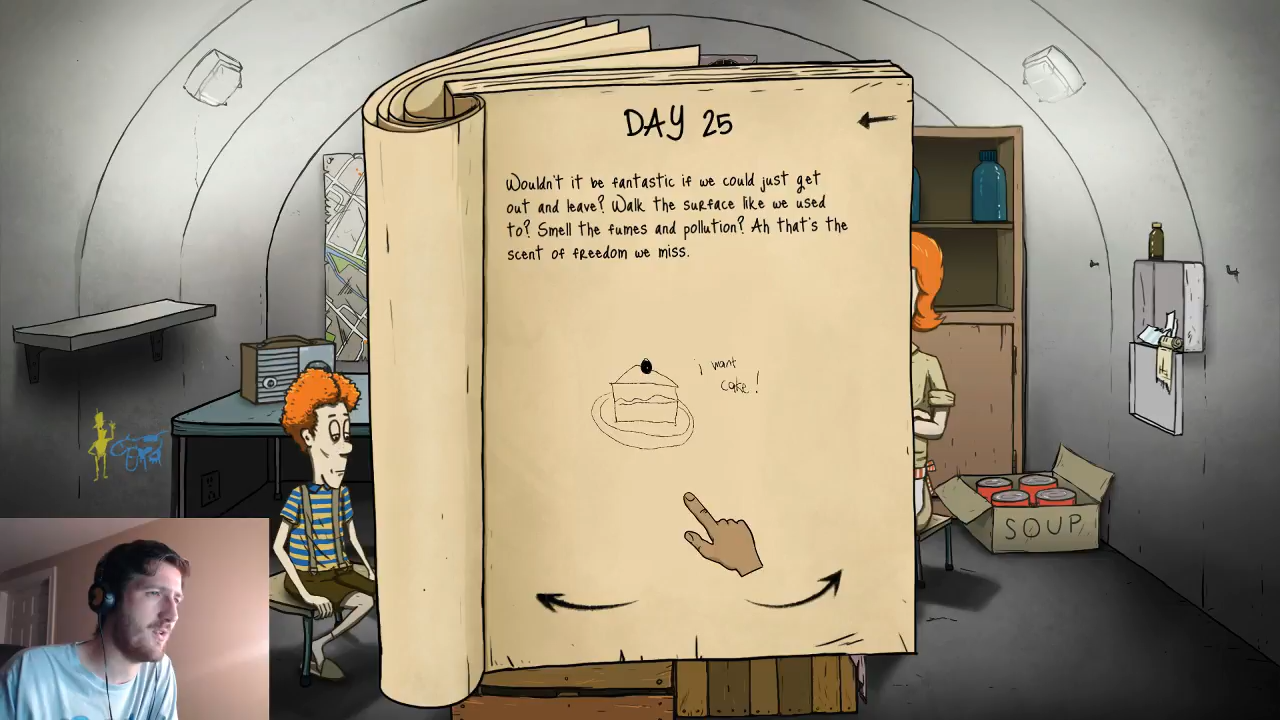 DAY 25
Wouldn't it be fantastic if we could just get
out and leave? Walk the surface like we used
to? Smell the fumes and pollution? Ah that's the
scent of freedom we miss.
i want
cake!
SOUP